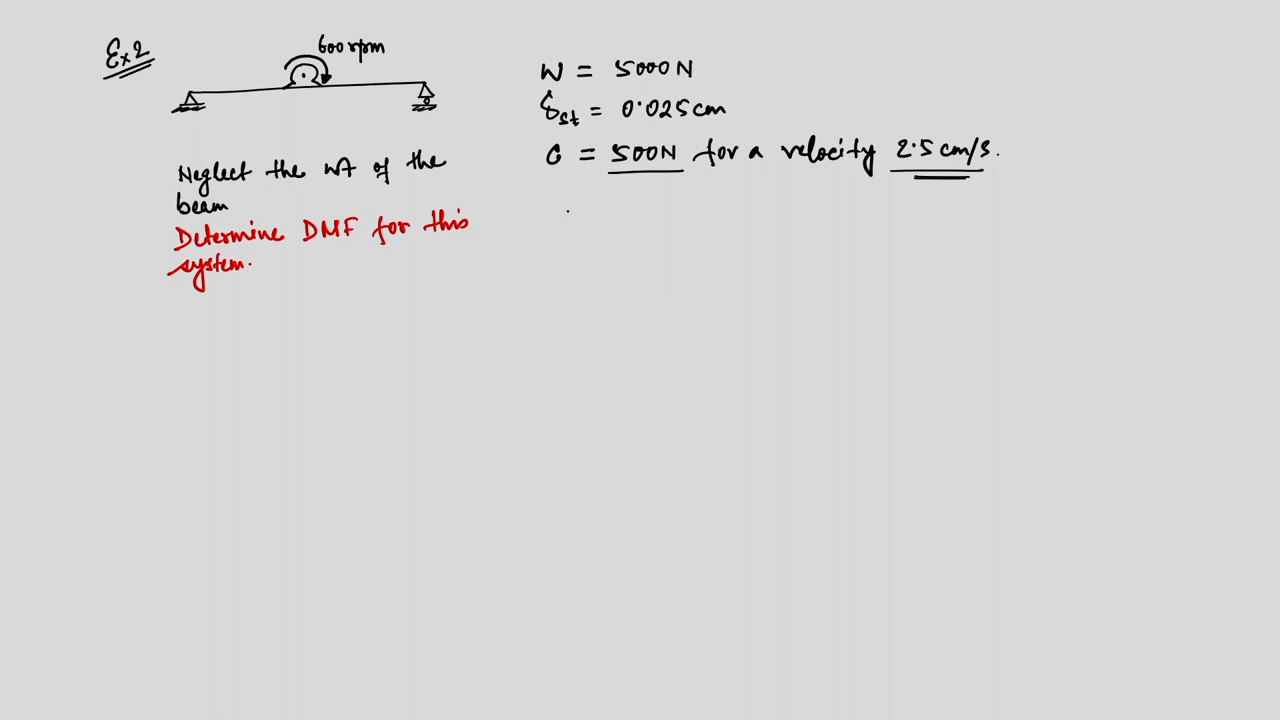 Ex 2
600 rpm
W = 5000N
δst = 0.025 cm
C = 500N for a velocity 2.5 cm/s.
Neglect the wt of the
beam
Determine DMF for this
system.